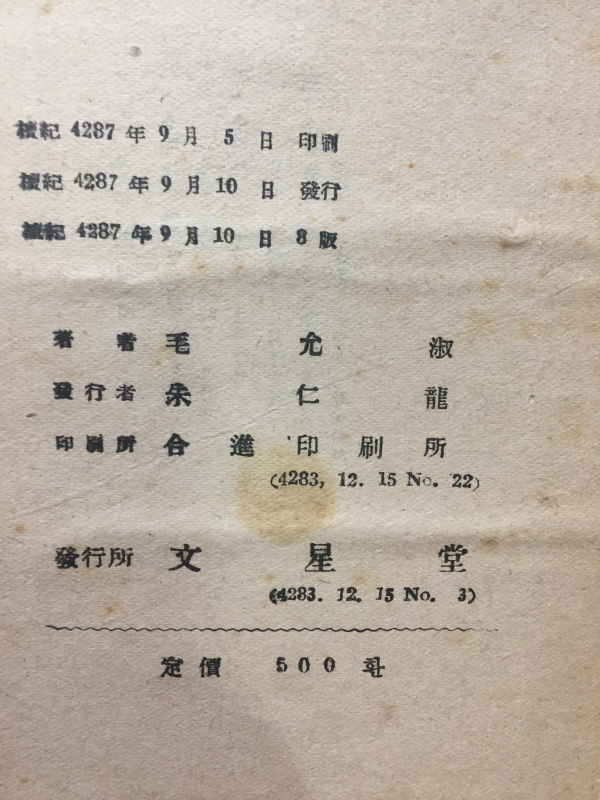 檀紀 4287 年 9 月 5 日 印刷
檀紀 4287 年 9 月 10 日 發行
檀紀 4287 年 9 月 10 日 8 版
著者 毛允淑
發行者 朱仁龍
印刷所 合進印刷所
(4283, 12. 15 No. 22)
發行所 文星堂
(4283. 12. 15 No. 3)
定價 500 환